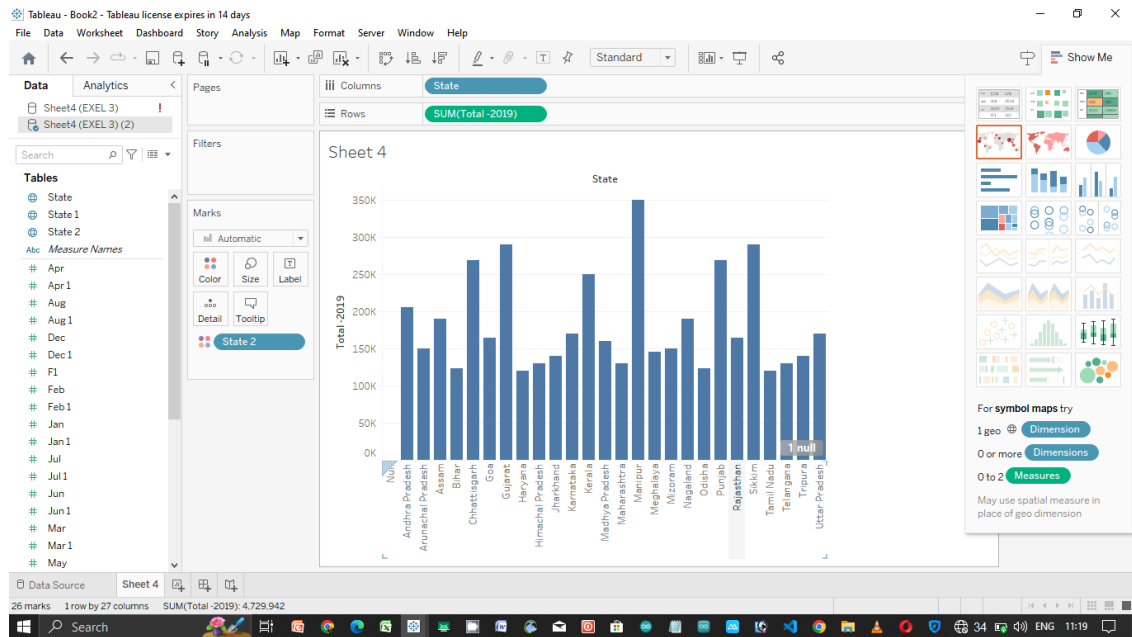 Tableau - Book2 - Tableau license expires in 14 days
File Data Worksheet Dashboard Story Analysis Map Format Server Window Help
Standard
Show Me
Data Analytics
Sheet4 (EXEL 3) !
Sheet4 (EXEL 3) (2)
Search
Tables
State
State 1
State 2
Abc Measure Names
Apr
Apr 1
Aug
Aug 1
Dec
Dec 1
F1
Feb
Feb 1
Jan
Jan 1
Jul
Jul 1
Jun
Jun 1
Mar
Mar 1
May
Pages
Filters
Marks
Automatic
Color Size Label
Detail Tooltip
State 2
Columns State
Rows SUM(Total -2019)
Sheet 4
State
Total -2019
350K
300K
250K
200K
150K
100K
50K
0K
1 null
Null
Andhra Pradesh
Arunachal Pradesh
Assam
Bihar
Chhattisgarh
Goa
Gujarat
Haryana
Himachal Pradesh
Jharkhand
Karnataka
Kerala
Madhya Pradesh
Maharashtra
Manipur
Meghalaya
Mizoram
Nagaland
Odisha
Punjab
Rajasthan
Sikkim
Tamil Nadu
Telangana
Tripura
Uttar Pradesh
For symbol maps try
1 geo Dimension
0 or more Dimensions
0 to 2 Measures
May use spatial measure in
place of geo dimension
Data Source Sheet 4
26 marks 1 row by 27 columns SUM(Total -2019): 4,729,942
Search
34
ENG 11:19